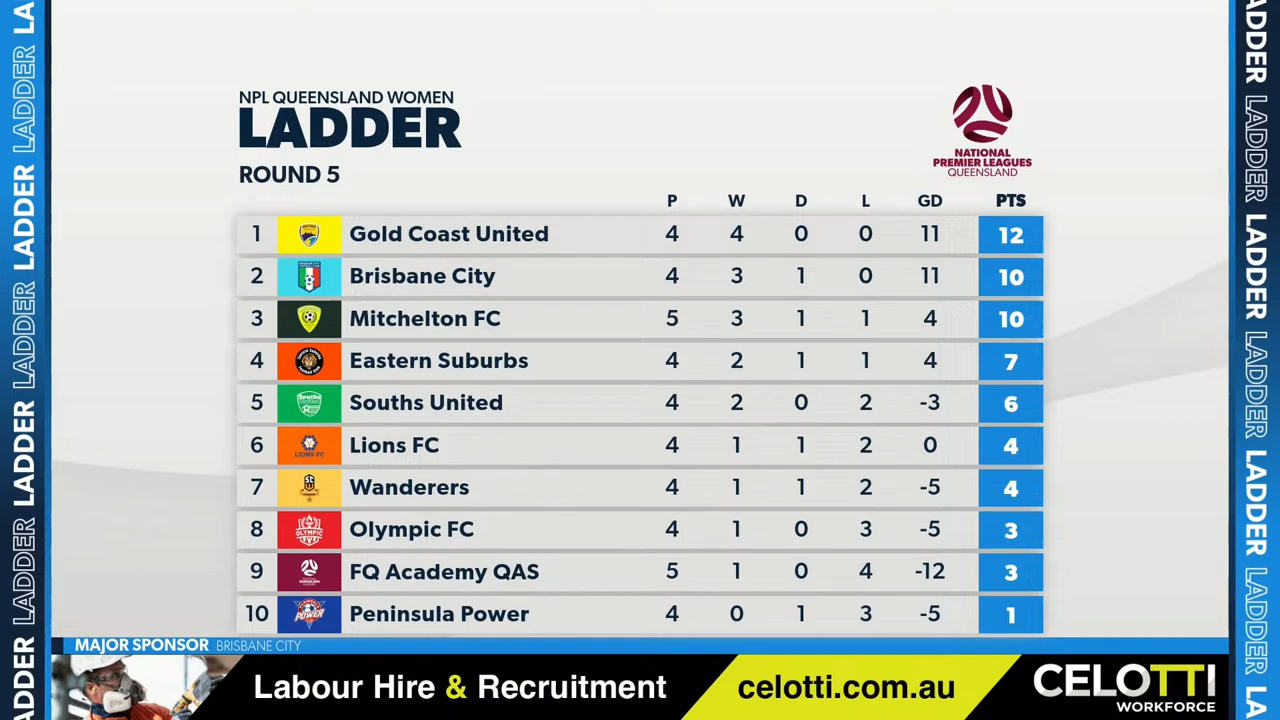 NPL QUEENSLAND WOMEN
LADDER
ROUND 5
NATIONAL
PREMIER LEAGUES
QUEENSLAND
P W D L GD PTS
1 Gold Coast United 4 4 0 0 11 12
2 Brisbane City 4 3 1 0 11 10
3 Mitchelton FC 5 3 1 1 4 10
4 Eastern Suburbs 4 2 1 1 4 7
5 Souths United 4 2 0 2 -3 6
6 LIONS FC Lions FC 4 1 1 2 0 4
7 Wanderers 4 1 1 2 -5 4
8 OLYMPIC Olympic FC 4 1 0 3 -5 3
9 FQ Academy QAS 5 1 0 4 -12 3
10 POWER Peninsula Power 4 0 1 3 -5 1
MAJOR SPONSOR BRISBANE CITY
Labour Hire & Recruitment
celotti.com.au
CELOTTI
WORKFORCE
LADDER LADDER LADDER LADDER LADDER LADDER LA
LADDER LADDER LADDER LADDER LADDER LADDER LA